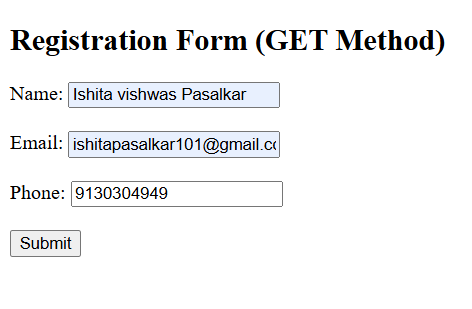 Registration Form (GET Method)
Name: Ishita vishwas Pasalkar
Email: ishitapasalkar101@gmail.co
Phone: 9130304949
Submit